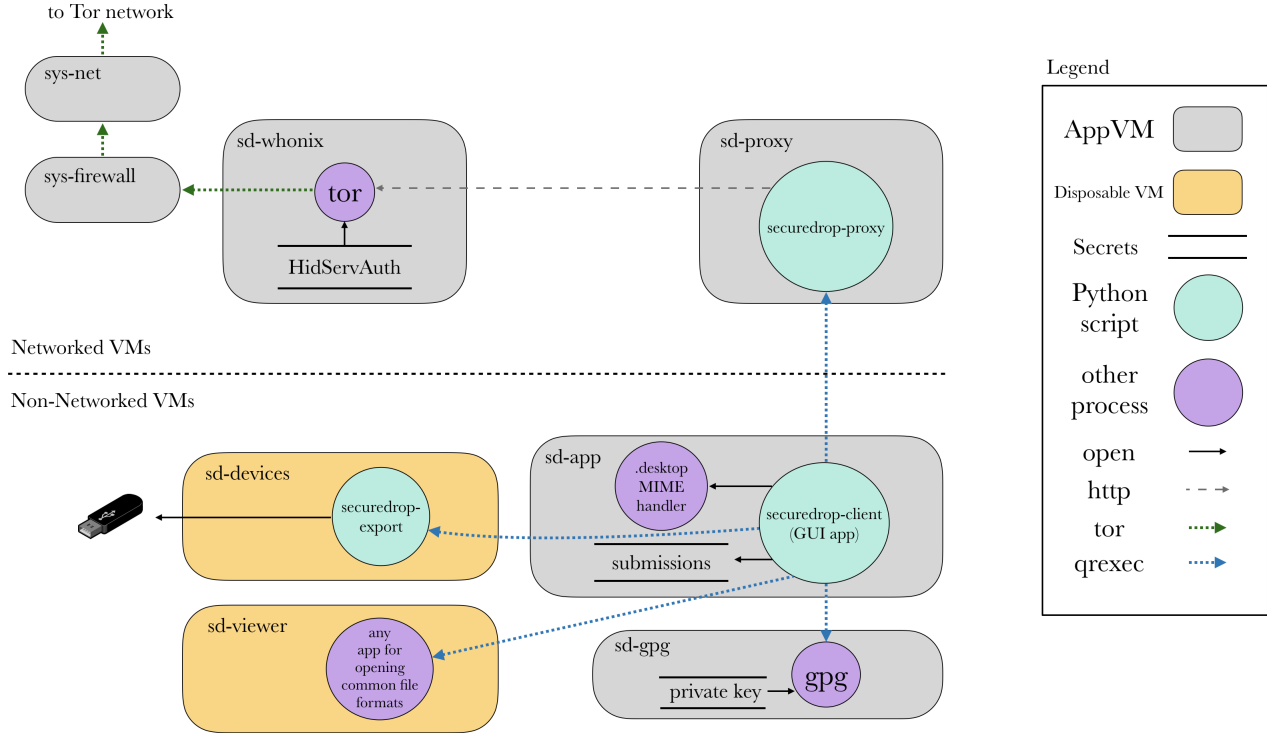 to Tor network
sys-net
sys-firewall
sd-whonix
tor
HidServAuth
sd-proxy
securedrop-proxy
Networked VMs
Non-Networked VMs
sd-devices
securedrop-
export
sd-app
.desktop
MIME
handler
securedrop-client
(GUI app)
submissions
sd-viewer
any
app for
opening
common file
formats
sd-gpg
private key
gpg
Legend
AppVM
Disposable VM
Secrets
Python
script
other
process
open
http
tor
qrexec